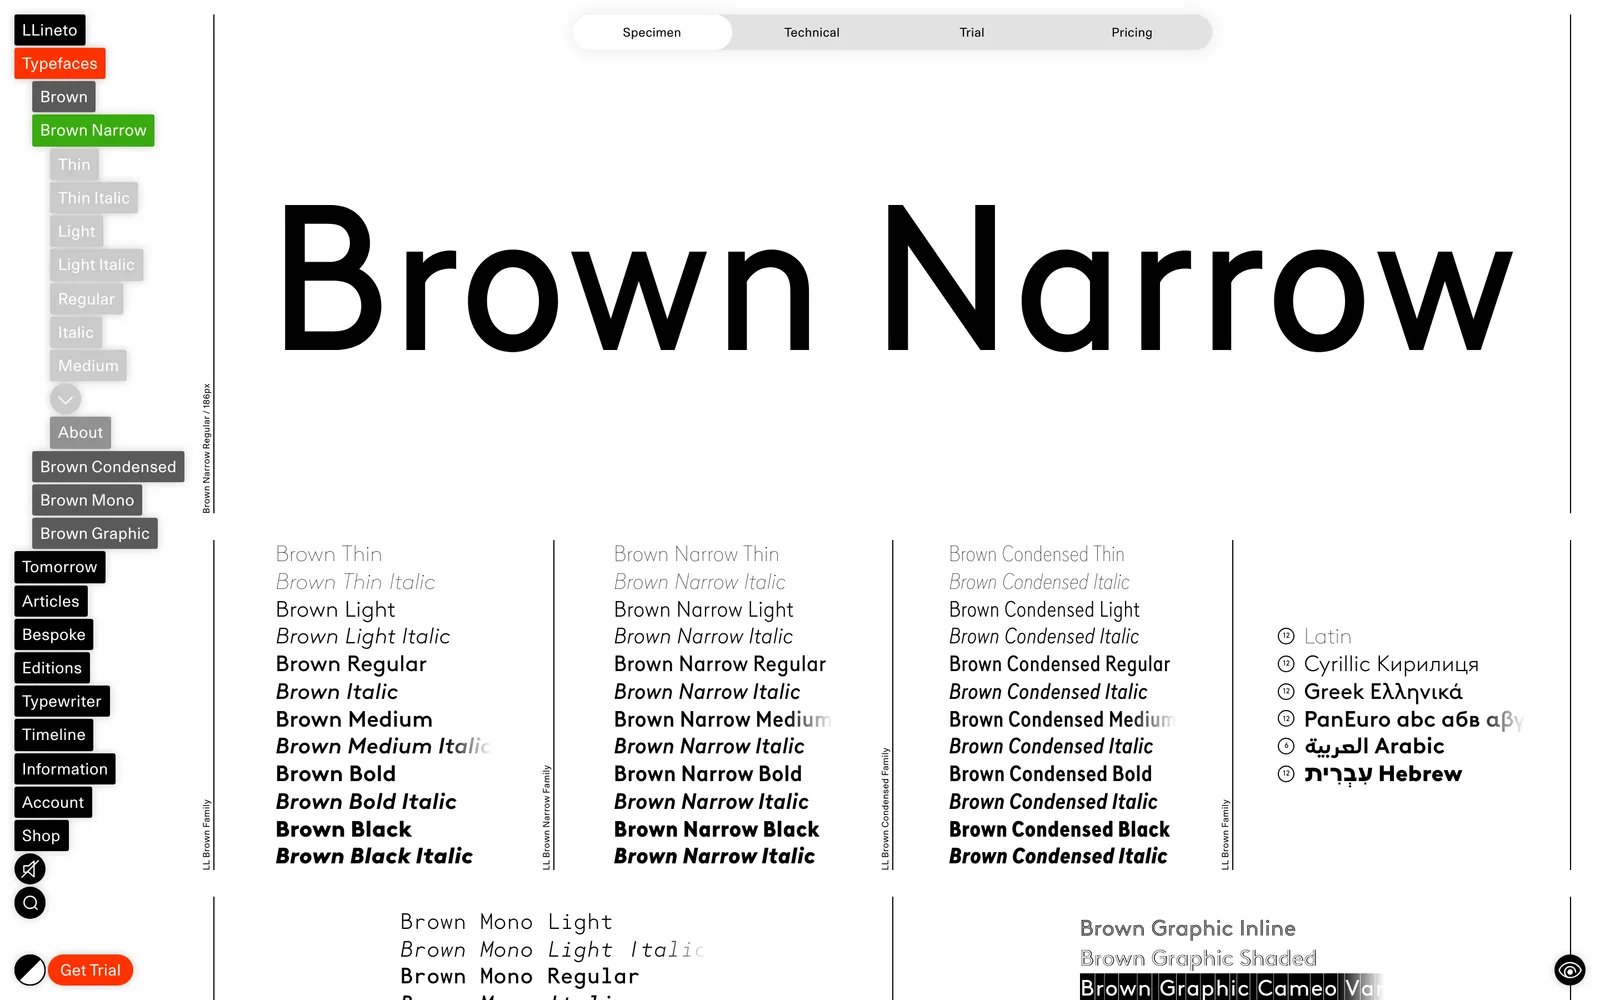 LLineto
Typefaces
Brown
Brown Narrow
Thin
Thin Italic
Light
Light Italic
Regular
Italic
Medium
About
Brown Condensed
Brown Mono
Brown Graphic
Tomorrow
Articles
Bespoke
Editions
Typewriter
Timeline
Information
Account
Shop
Get Trial
Specimen
Technical
Trial
Pricing
Brown Narrow
Brown Narrow Regular / 186px
Brown Thin
Brown Thin Italic
Brown Light
Brown Light Italic
Brown Regular
Brown Italic
Brown Medium
Brown Medium Italic
Brown Bold
Brown Bold Italic
Brown Black
Brown Black Italic
LL Brown Family
Brown Narrow Thin
Brown Narrow Italic
Brown Narrow Light
Brown Narrow Italic
Brown Narrow Regular
Brown Narrow Italic
Brown Narrow Medium
Brown Narrow Italic
Brown Narrow Bold
Brown Narrow Italic
Brown Narrow Black
Brown Narrow Italic
LL Brown Narrow Family
Brown Condensed Thin
Brown Condensed Italic
Brown Condensed Light
Brown Condensed Italic
Brown Condensed Regular
Brown Condensed Italic
Brown Condensed Medium
Brown Condensed Italic
Brown Condensed Bold
Brown Condensed Italic
Brown Condensed Black
Brown Condensed Italic
LL Brown Condensed Family
12 Latin
12 Cyrillic Кирилиця
12 Greek Ελληνικά
12 PanEuro abc абв αβγ
6 العربية Arabic
12 עִבְרִית Hebrew
LL Brown Family
Brown Mono Light
Brown Mono Light Italic
Brown Mono Regular
Brown Mono Italic
Brown Graphic Inline
Brown Graphic Shaded
Brown Graphic Cameo Var